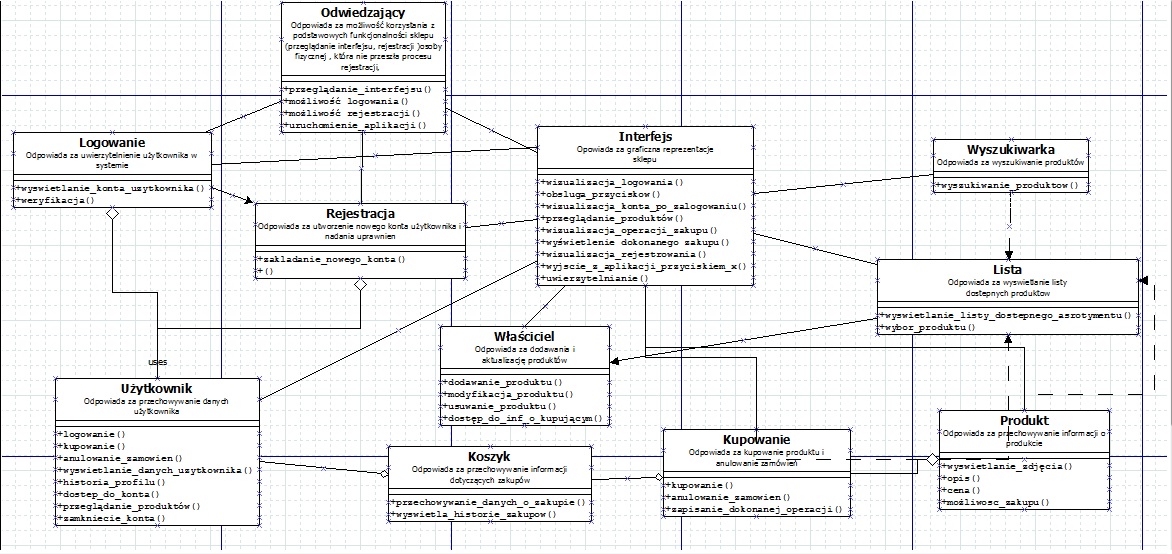 Odwiedzający
Odpowiada za możliwość korzystania z
podstawowych funkcjonalności sklepu
(przeglądanie interfejsu, rejestracji )osoby
fizycznej , która nie przeszła procesu
rejestracji,
+przeglądanie_interfejsu()
+możliwość logowania()
+możliwość rejestracji()
+uruchomienie_aplikacji()
Logowanie
Odpowiada za uwierzytelnienie użytkownika w
systemie
+wyswietlanie_konta_uzytkownika()
+weryfikacja()
Interfejs
Opowiada za graficzna reprezentacje
sklepu
+wizualizacja_logowania()
+obsluga_przyciskow()
+wizualizacja_konta_po_zalogowaniu()
+przeglądanie_produktów()
+wizualizacja_operacji_zakupu()
+wyświetlenie dokonanego zakupu()
+wizualizacja_rejestrowania()
+wyjscie_z_aplikacji_przyciskiem_x()
+uwierzytelnianie()
Wyszukiwarka
Odpowiada za wyszukiwanie produktów
+wyszukiwanie_produktow()
Rejestracja
Odpowiada za utworzenie nowego konta użytkownika i
nadania uprawnien
+zakladanie_nowego_konta()
+()
Lista
Odpowiada za wyswietlanie listy
dostepnych produktow
+wyswietlanie_listy_dostepnego_asrotymentu()
+wybor_produktu()
Właściciel
Odpowiada za dodawania i
aktualizację produktów
+dodawanie_produktu()
+modyfikacja_produktu()
+usuwanie_produktu()
+dostęp_do_inf_o_kupującym()
uses
Użytkownik
Odpowiada za przechowywanie danych
użytkownika
+logowanie()
+kupowanie()
+anulowanie_zamowien()
+wyswietlanie_danych_uzytkownika()
+historia_profilu()
+dostep_do_konta()
+przeglądanie_produktów()
+zamkniecie_konta()
Koszyk
Odpowiada za przechowywanie informacji
dotyczących zakupów
+przechowywanie_danych_o_zakupie()
+wyswietla_historie_zakupow()
Kupowanie
Odpowiada za kupowanie produktu i
anulowanie zamówień
+kupowanie()
+anulowanie_zamowien()
+zapisanie_dokonanej_operacji()
Produkt
Odpowiada za przechowywanie informacji o
produkcie
+wyswietlanie_zdjęcia()
+opis()
+cena()
+możliwosc_zakupu()